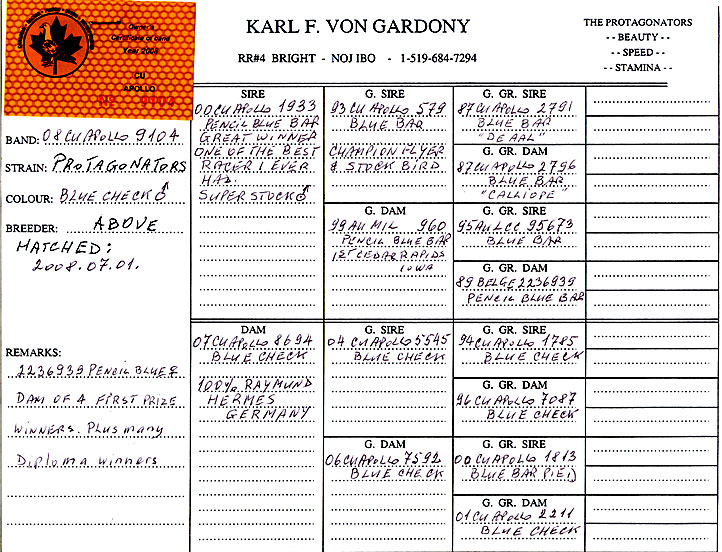 KARL F. VON GARDONY
RR#4 BRIGHT - NOJ IBO - 1-519-684-7294
THE PROTAGONATORS
- - BEAUTY - -
- - SPEED - -
- - STAMINA - -
Owner's
Certificate of band
Year 2008
CU
APOLLO
No
BAND: 08 CU APOLLO 9104
STRAIN: PROTAGONATORS
COLOUR: BLUE CHECK ♂
BREEDER: ABOVE
HATCHED:
2008.07.01.
REMARKS:
2236939 PENCIL BLUE ♀
DAM OF 4 FIRST PRIZE
WINNERS. Plus many
Diploma winners
SIRE
00 CU APOLLO 1933
PENCIL BLUE BAR
GREAT WINNER
ONE OF THE BEST
RACER I EVER
HAD.
SUPER STOCK ♂
DAM
07 CU APOLLO 8694
BLUE CHECK
100% RAYMUND
HERMES
GERMANY
G. SIRE
93 CU APOLLO 579
BLUE BAR
CHAMPION FLYER
& STOCK BIRD.
G. DAM
99 AU MIL 960
PENCIL BLUE BAR
1ST CEDAR RAPIDS
IOWA
G. SIRE
04 CU APOLLO 5545
BLUE CHECK
G. DAM
06 CU APOLLO 7592
BLUE CHECK
G. GR. SIRE
87 CU APOLLO 2791
BLUE BAR
"DE AAL"
G. GR. DAM
87 CU APOLLO 2796
BLUE BAR
"CALLIOPE"
G. GR. SIRE
95 AU LCC 95673
BLUE BAR
G. GR. DAM
89 BELGE 2236939
PENCIL BLUE BAR
G. GR. SIRE
94 CU APOLLO 1785
BLUE CHECK
G. GR. DAM
96 CU APOLLO 7087
BLUE CHECK
G. GR. SIRE
00 CU APOLLO 1813
BLUE BAR PIED
G. GR. DAM
01 CU APOLLO 2211
BLUE CHECK